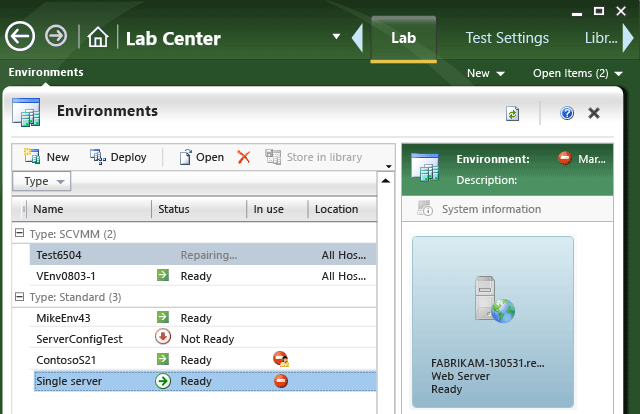 Lab Center
Lab
Test Settings
Libr...
Environments
New
Open Items (2)
Environments
New
Deploy
Open
Store in library
Type
Name Status In use Location
Type: SCVMM (2)
Test6504 Repairing... All Hos...
VEnv0803-1 Ready All Hos...
Type: Standard (3)
MikeEnv43 Ready
ServerConfigTest Not Ready
ContosoS21 Ready
Single server Ready
Environment: Mar...
Description:
System information
FABRIKAM-130531.re...
Web Server
Ready